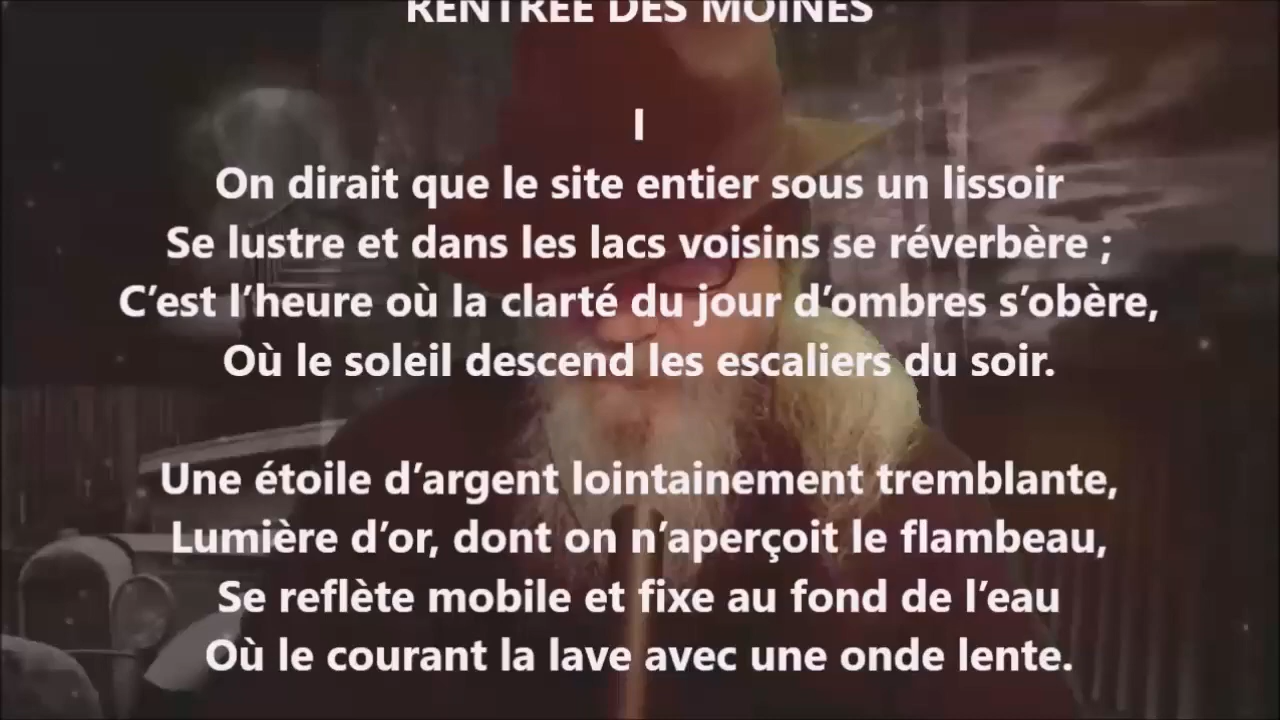 RENTRÉE DES MOINES
I
On dirait que le site entier sous un lissoir
Se lustre et dans les lacs voisins se réverbère ;
C’est l’heure où la clarté du jour d’ombres s’obère,
Où le soleil descend les escaliers du soir.
Une étoile d’argent lointainement tremblante,
Lumière d’or, dont on n’aperçoit le flambeau,
Se reflète mobile et fixe au fond de l’eau
Où le courant la lave avec une onde lente.